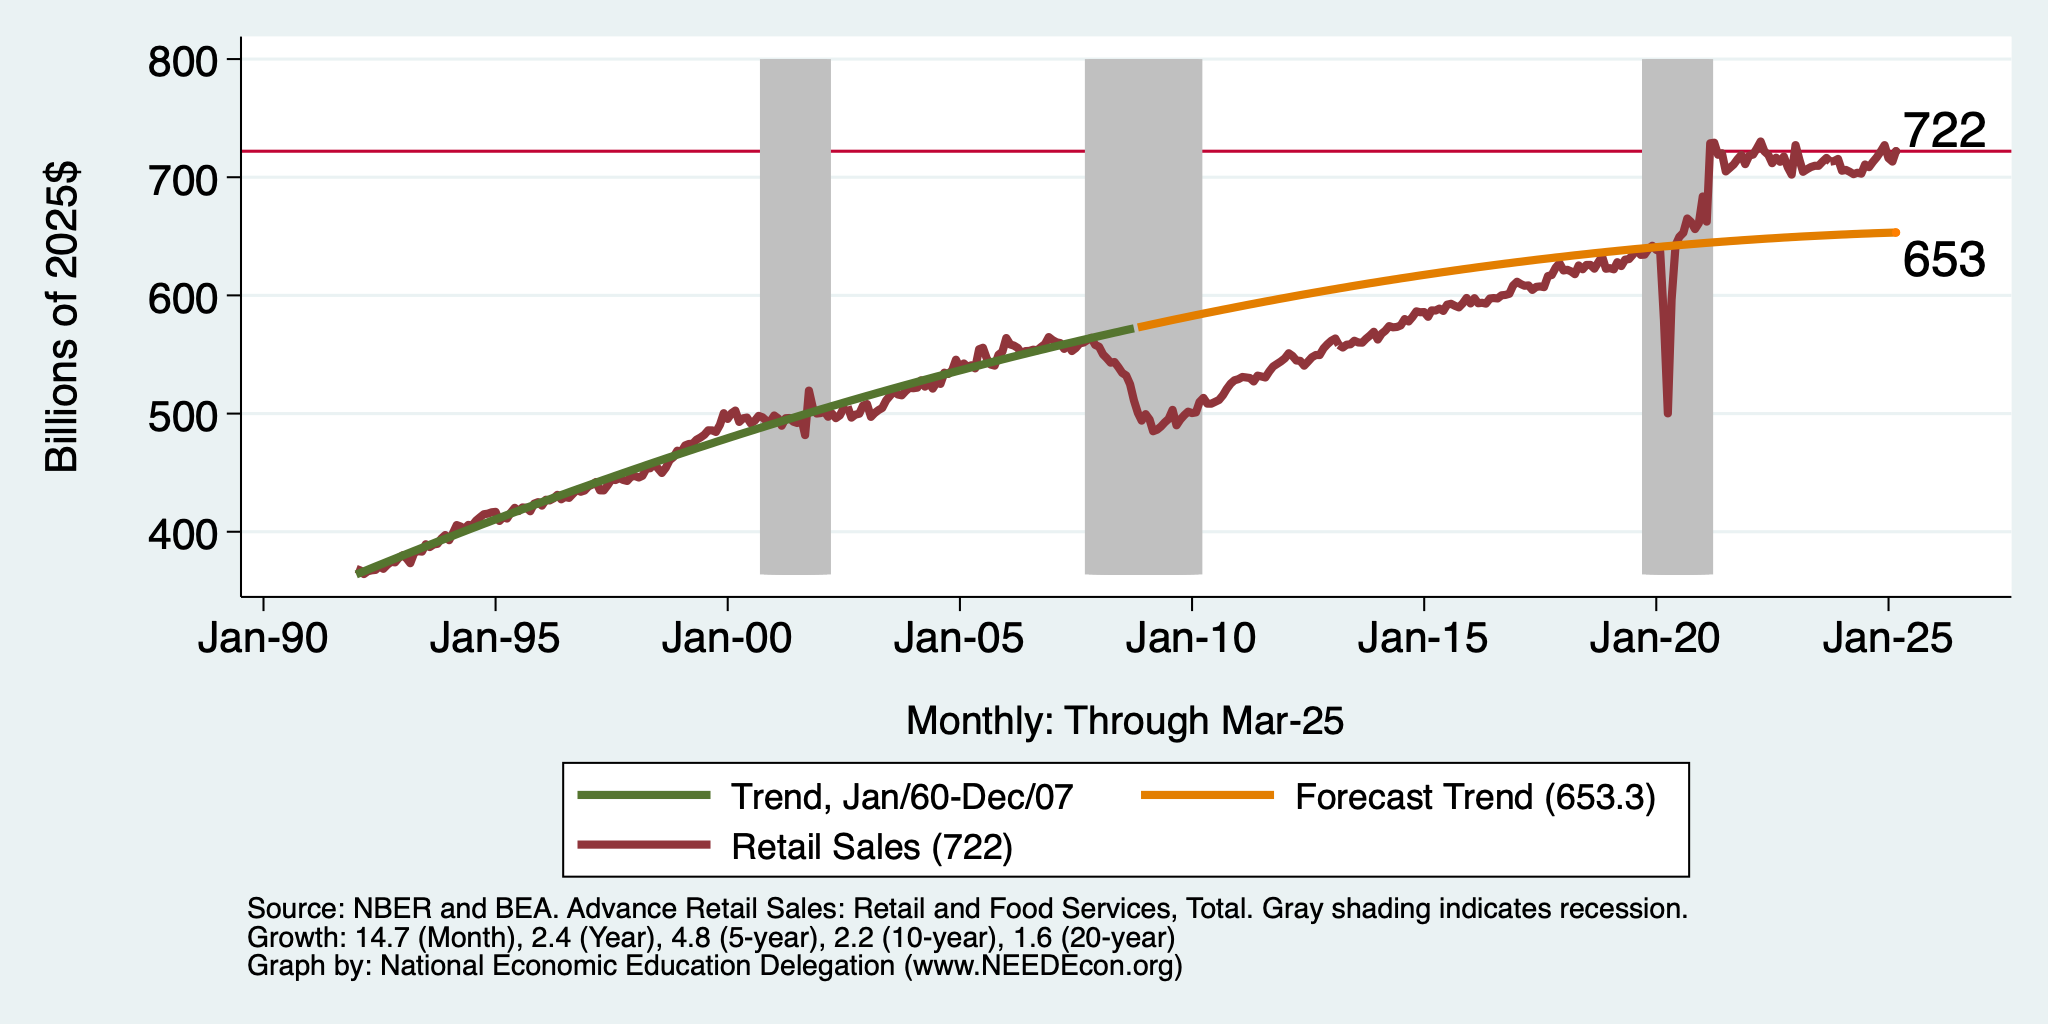 800
700
600
500
400
Billions of 2025$
722
653
Jan-90 Jan-95 Jan-00 Jan-05 Jan-10 Jan-15 Jan-20 Jan-25
Monthly: Through Mar-25
Trend, Jan/60-Dec/07 Forecast Trend (653.3)
Retail Sales (722)
Source: NBER and BEA. Advance Retail Sales: Retail and Food Services, Total. Gray shading indicates recession.
Growth: 14.7 (Month), 2.4 (Year), 4.8 (5-year), 2.2 (10-year), 1.6 (20-year)
Graph by: National Economic Education Delegation (www.NEEDEcon.org)